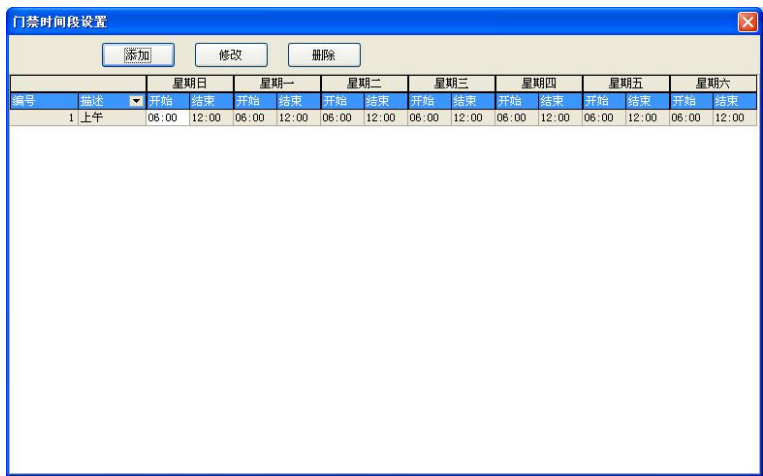 门禁时间段设置
添加 修改 删除
星期日 星期一 星期二 星期三 星期四 星期五 星期六
编号 描述 开始 结束 开始 结束 开始 结束 开始 结束 开始 结束 开始 结束 开始 结束
1 上午 06:00 12:00 06:00 12:00 06:00 12:00 06:00 12:00 06:00 12:00 06:00 12:00 06:00 12:00